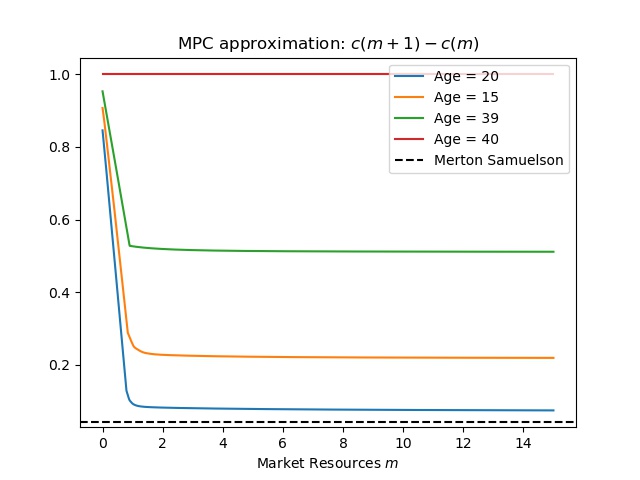 MPC approximation: c(m + 1) − c(m)
1.0
0.8
0.6
0.4
0.2
Age = 20
Age = 15
Age = 39
Age = 40
Merton Samuelson
0 2 4 6 8 10 12 14
Market Resources m